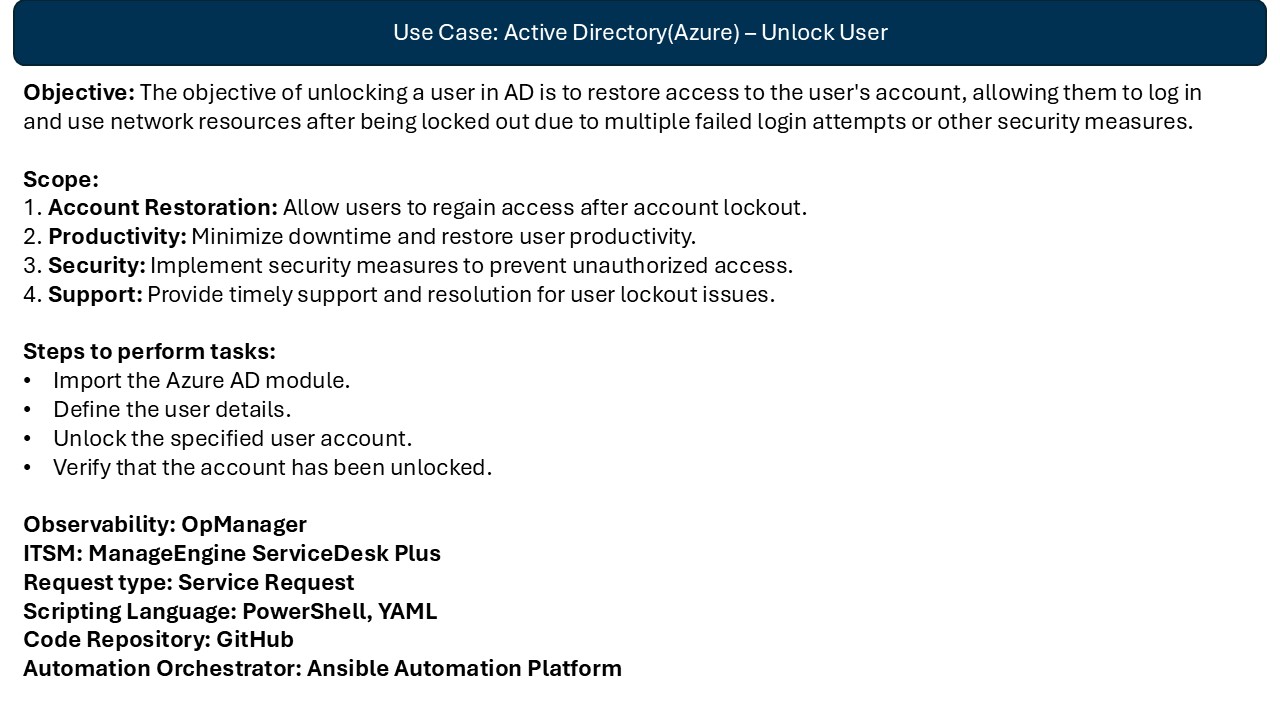 Use Case: Active Directory(Azure) – Unlock User
Objective: The objective of unlocking a user in AD is to restore access to the user's account, allowing them to log in
and use network resources after being locked out due to multiple failed login attempts or other security measures.
Scope:
1. Account Restoration: Allow users to regain access after account lockout.
2. Productivity: Minimize downtime and restore user productivity.
3. Security: Implement security measures to prevent unauthorized access.
4. Support: Provide timely support and resolution for user lockout issues.
Steps to perform tasks:
• Import the Azure AD module.
• Define the user details.
• Unlock the specified user account.
• Verify that the account has been unlocked.
Observability: OpManager
ITSM: ManageEngine ServiceDesk Plus
Request type: Service Request
Scripting Language: PowerShell, YAML
Code Repository: GitHub
Automation Orchestrator: Ansible Automation Platform